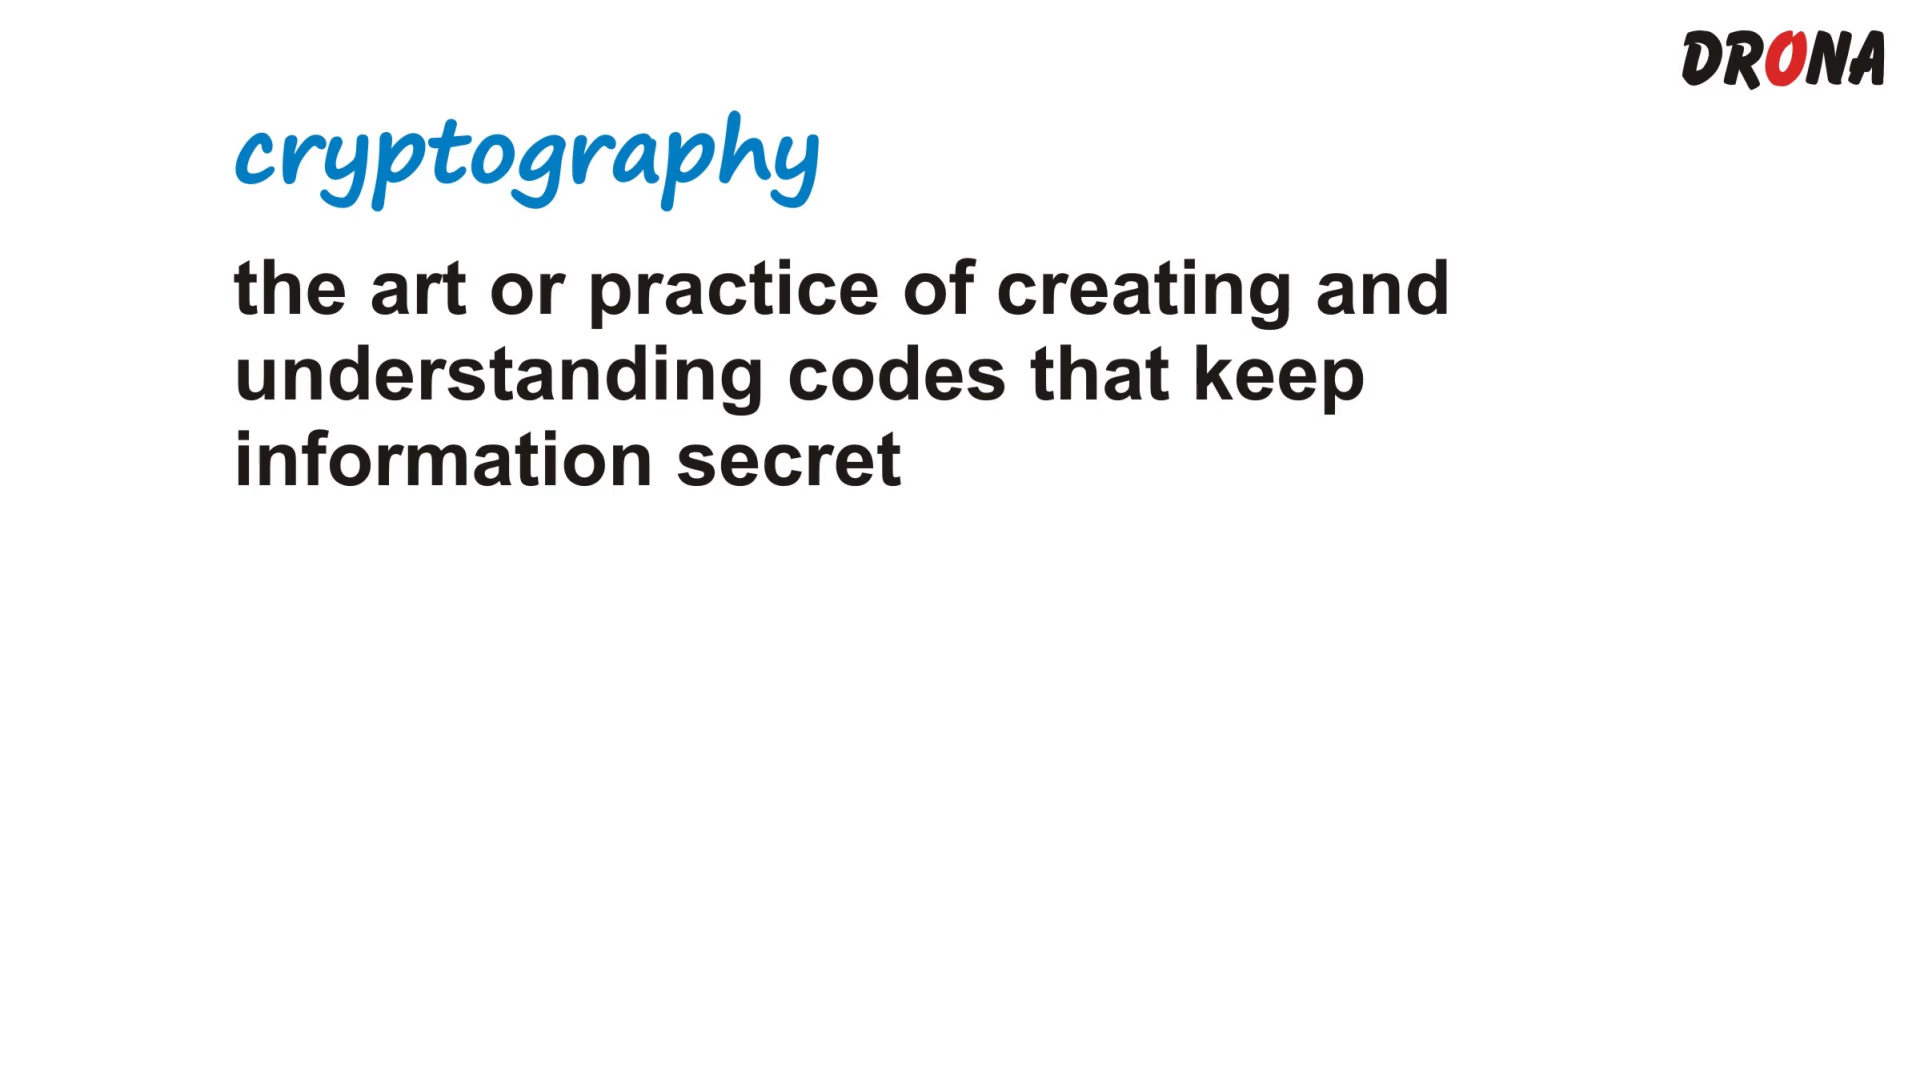 DRONA
cryptography
the art or practice of creating and
understanding codes that keep
information secret